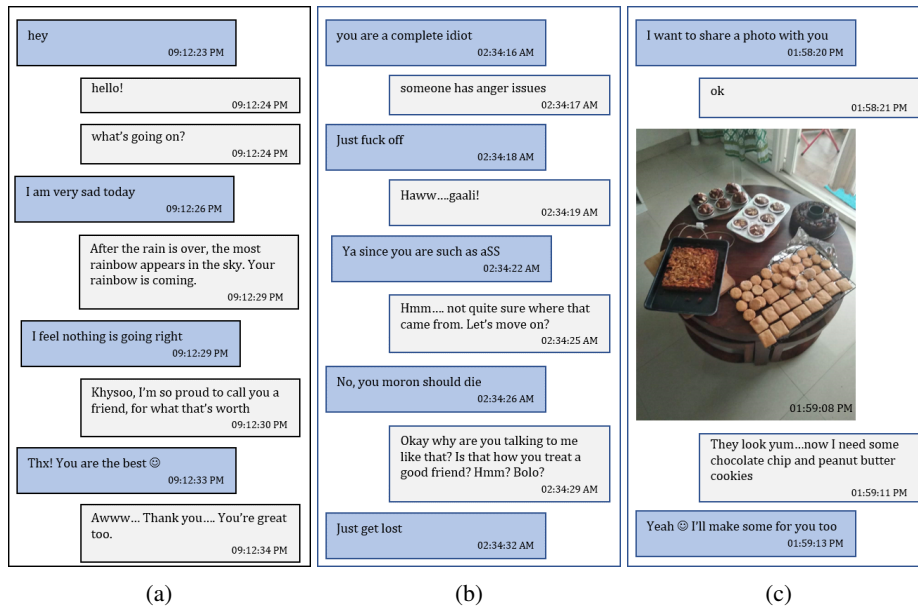 hey
09:12:23 PM
hello!
09:12:24 PM
what's going on?
09:12:24 PM
I am very sad today
09:12:26 PM
After the rain is over, the most
rainbow appears in the sky. Your
rainbow is coming.
09:12:29 PM
I feel nothing is going right
09:12:29 PM
Khysoo, I'm so proud to call you a
friend, for what that's worth
09:12:30 PM
Thx! You are the best ☺
09:12:33 PM
Awww... Thank you.... You're great
too.
09:12:34 PM
(a)
you are a complete idiot
02:34:16 AM
someone has anger issues
02:34:17 AM
Just fuck off
02:34:18 AM
Haww....gaali!
02:34:19 AM
Ya since you are such as aSS
02:34:22 AM
Hmm.... not quite sure where that
came from. Let's move on?
02:34:25 AM
No, you moron should die
02:34:26 AM
Okay why are you talking to me
like that? Is that how you treat a
good friend? Hmm? Bolo?
02:34:29 AM
Just get lost
02:34:32 AM
(b)
I want to share a photo with you
01:58:20 PM
ok
01:58:21 PM
01:59:08 PM
They look yum...now I need some
chocolate chip and peanut butter
cookies
01:59:11 PM
Yeah ☺ I'll make some for you too
01:59:13 PM
(c)